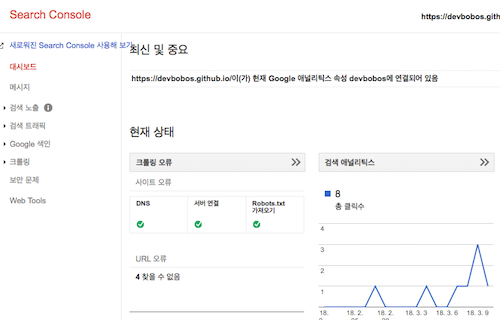 Search Console
https://devbobos.gith
새로워진 Search Console 사용해 보기
최신 및 중요
대시보드
https://devbobos.github.io/이(가) 현재 Google 애널리틱스 속성 devbobos에 연결되어 있음
메시지
검색 노출
검색 트래픽
Google 색인
크롤링
보안 문제
Web Tools
현재 상태
크롤링 오류
검색 애널리틱스
사이트 오류
DNS
서버 연결
Robots.txt
가져오기
8
총 클릭수
URL 오류
4 찾을 수 없음
4
3
2
1
18.
18. 2.
18. 2.
18. 3. 3
18. 3. 6
18. 3. 9